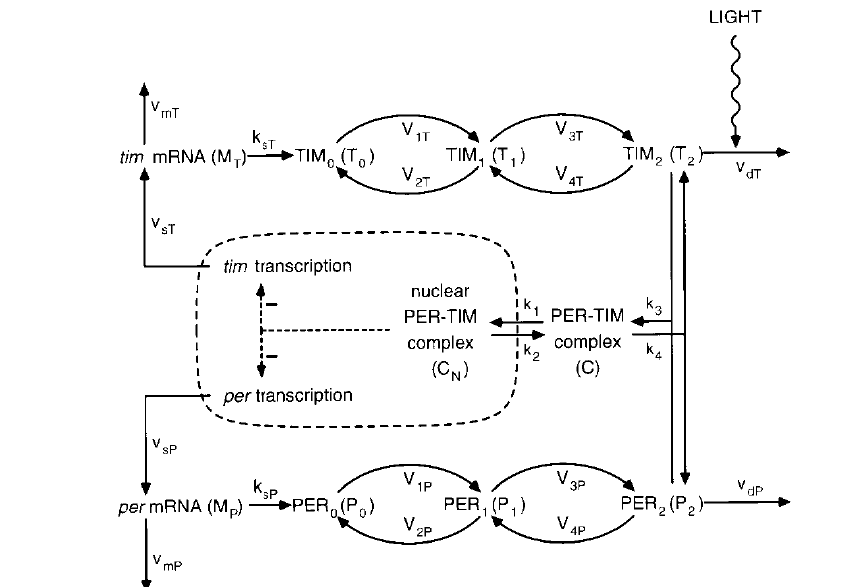 LIGHT
v_mT
k_sT
V_1T
V_3T
tim mRNA (M_T)
TIM_0 (T_0)
TIM_1 (T_1)
TIM_2 (T_2)
V_2T
V_4T
v_dT
v_sT
tim transcription
nuclear
PER-TIM
complex
(C_N)
k_1
k_2
PER-TIM
complex
(C)
k_3
k_4
–
–
per transcription
v_sP
k_sP
V_1P
V_3P
v_dP
per mRNA (M_P)
PER_0 (P_0)
PER_1 (P_1)
PER_2 (P_2)
V_2P
V_4P
v_mP